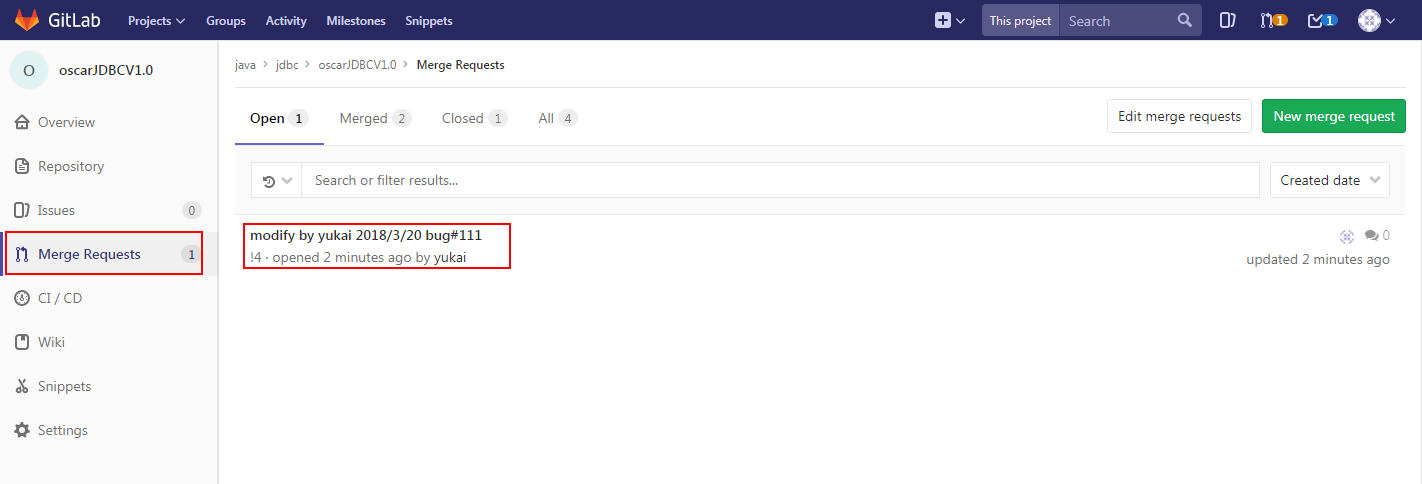 GitLab Projects Groups Activity Milestones Snippets This project Search 1 1
O oscarJDBCV1.0
Overview
Repository
Issues 0
Merge Requests 1
CI / CD
Wiki
Snippets
Settings
java > jdbc > oscarJDBCV1.0 > Merge Requests
Open 1 Merged 2 Closed 1 All 4 Edit merge requests New merge request
Search or filter results... Created date
modify by yukai 2018/3/20 bug#111 0
!4 · opened 2 minutes ago by yukai updated 2 minutes ago